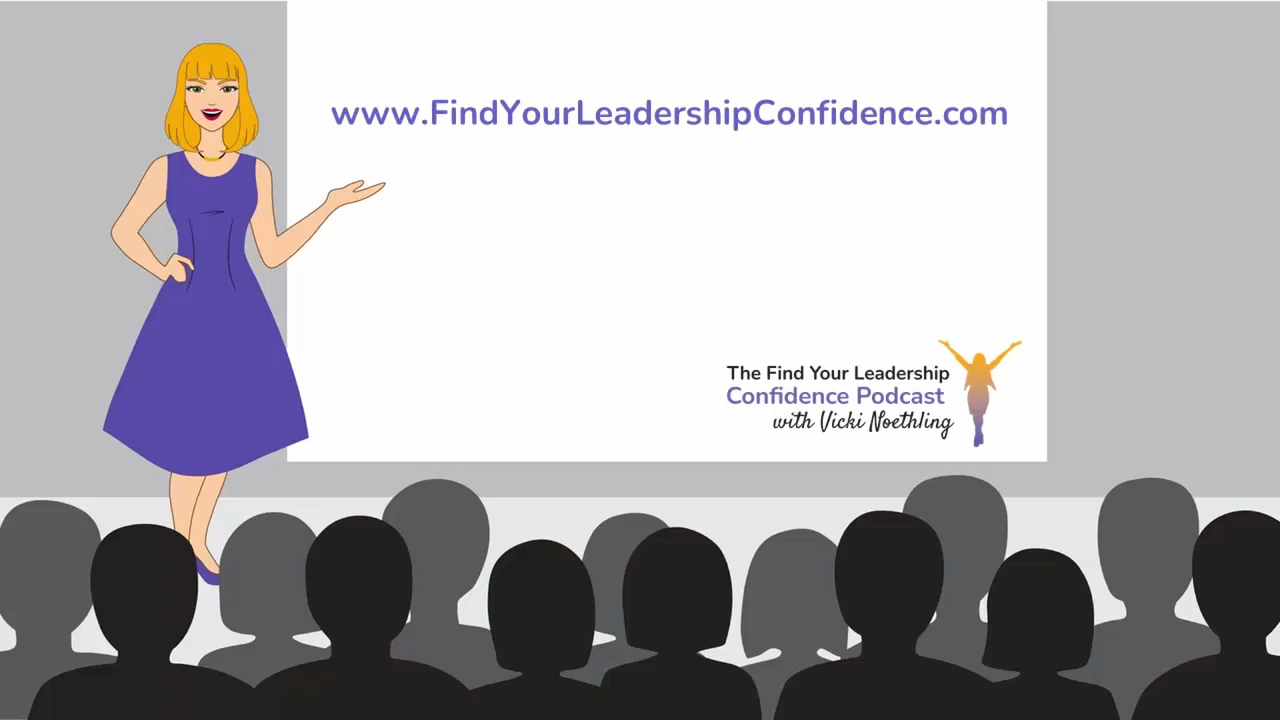 www.FindYourLeadershipConfidence.com
The Find Your Leadership
Confidence Podcast
with Vicki Noethling